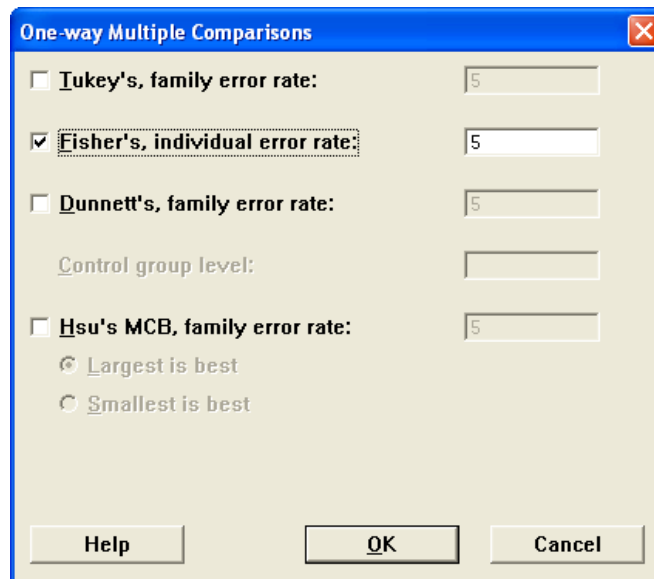 One-way Multiple Comparisons
Tukey's, family error rate: 5
Fisher's, individual error rate: 5
Dunnett's, family error rate: 5
Control group level:
Hsu's MCB, family error rate: 5
Largest is best
Smallest is best
Help OK Cancel